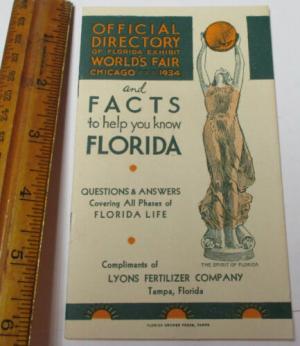 OFFICIAL
DIRECTORY
OF FLORIDA EXHIBIT
WORLD'S FAIR
CHICAGO 1934
and
FACTS
to help you know
FLORIDA
QUESTIONS & ANSWERS
Covering All Phases of
FLORIDA LIFE
THE SPIRIT OF FLORIDA
Compliments of
LYONS FERTILIZER COMPANY
Tampa, Florida
FLORIDA GROWER PRESS, TAMPA
1
2
3
4
5
6